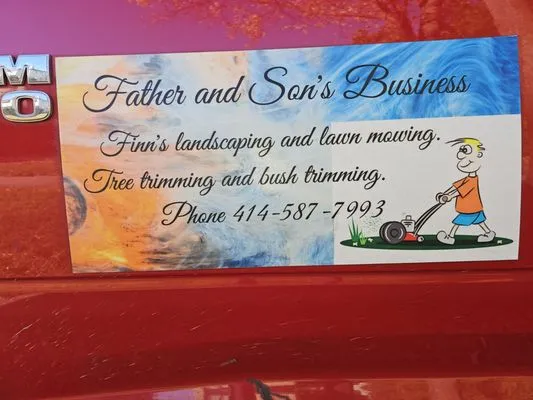 M
O
Father and Son's Business
Finn's landscaping and lawn mowing.
Tree trimming and bush trimming.
Phone 414-587-7993